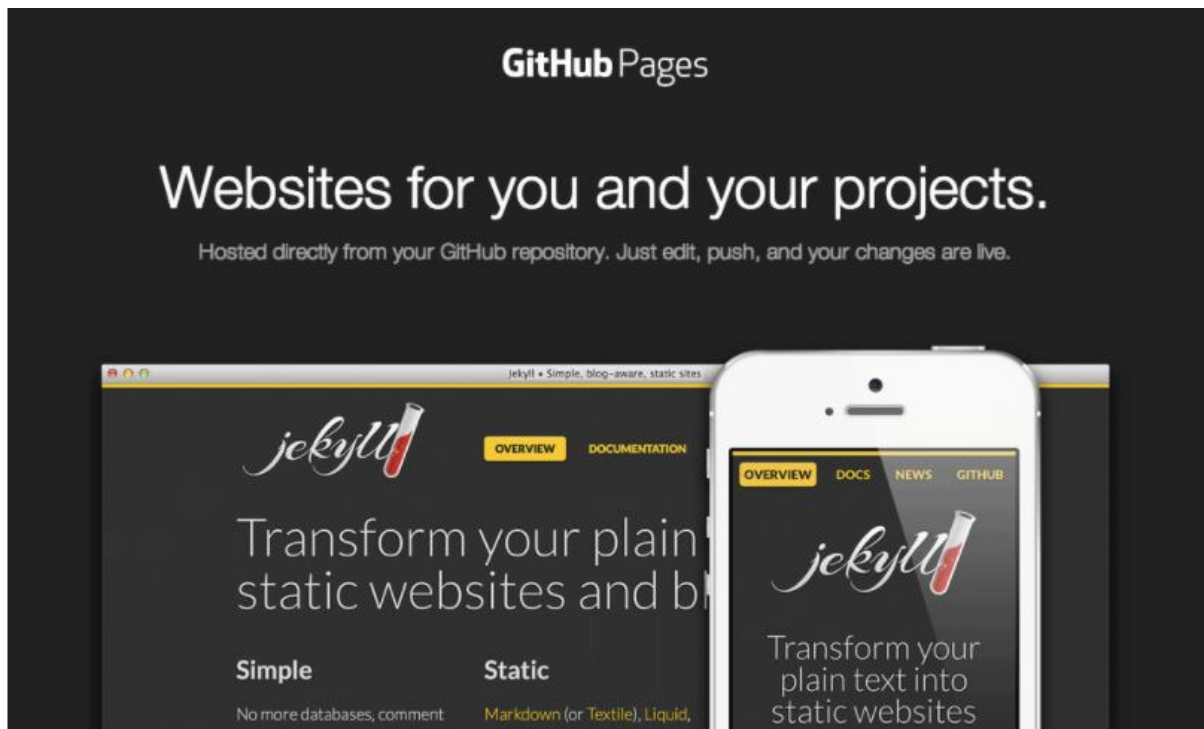 GitHub Pages
Websites for you and your projects.
Hosted directly from your GitHub repository. Just edit, push, and your changes are live.
Jekyll • Simple, blog-aware, static sites
jekyll
OVERVIEW DOCUMENTATION
Transform your plain
static websites and bl
Simple
No more databases, comment
Static
Markdown (or Textile), Liquid,
OVERVIEW DOCS NEWS GITHUB
jekyll
Transform your
plain text into
static websites